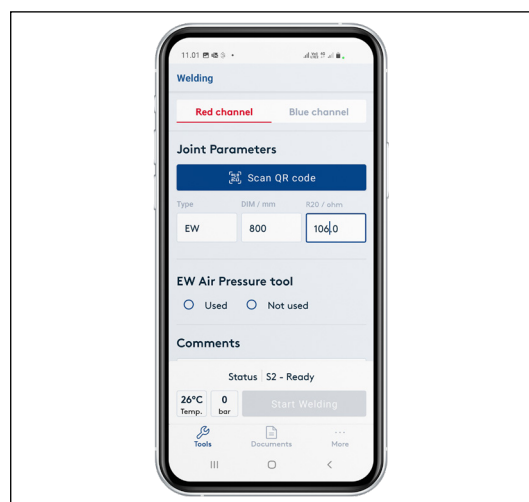 11.01
Welding
Red channel Blue channel
Joint Parameters
Scan QR code
Type DIM / mm R20 / ohm
EW 800 106.0
EW Air Pressure tool
Used Not used
Comments
Status S2 - Ready
26°C 0 Start Welding
Temp. bar
Tools Documents More